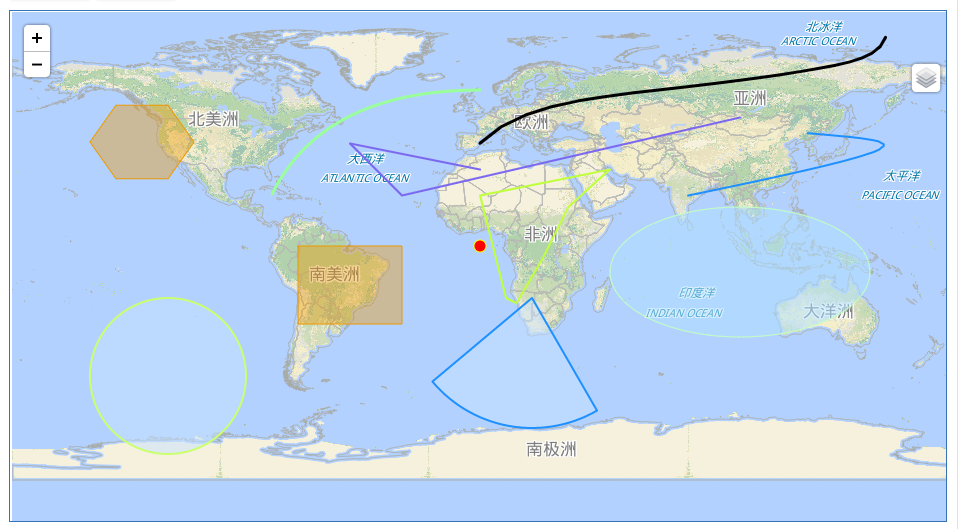 +
−
北冰洋
ARCTIC OCEAN
亚洲
北美洲
欧洲
大西洋
ATLANTIC OCEAN
太平洋
PACIFIC OCEAN
非洲
南美洲
印度洋
INDIAN OCEAN
大洋洲
南极洲